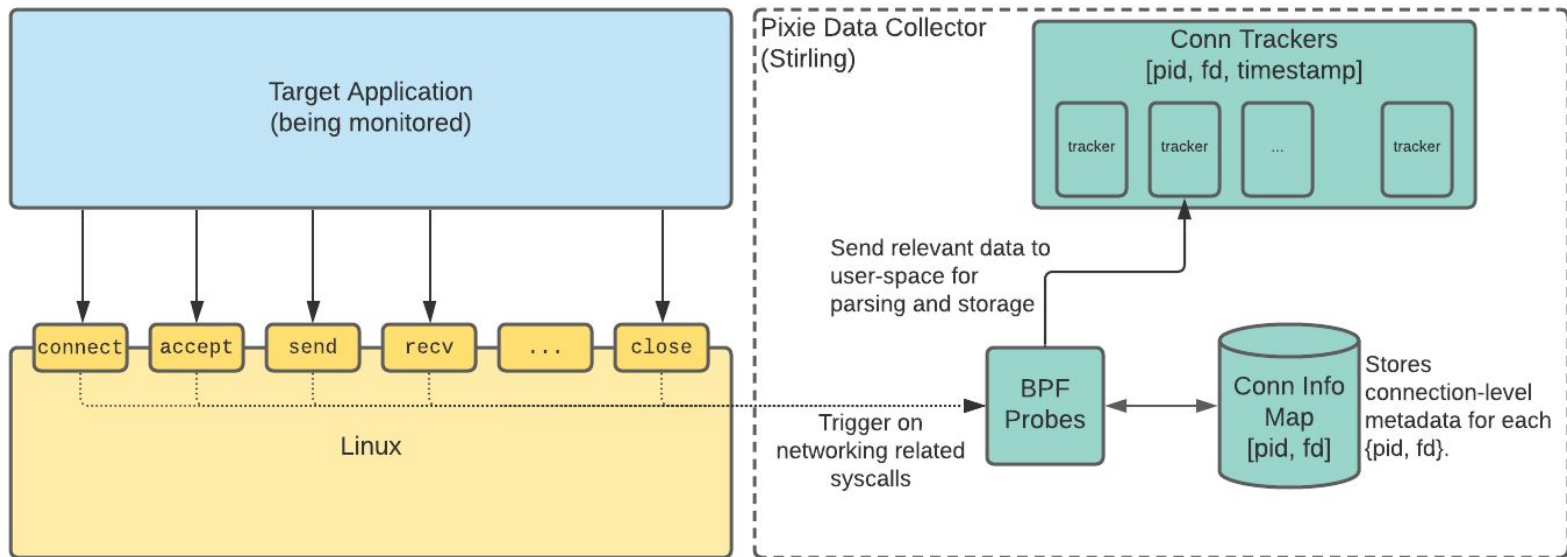 Target Application
(being monitored)
connect
accept
send
recv
...
close
Linux
Pixie Data Collector
(Stirling)
Conn Trackers
[pid, fd, timestamp]
tracker
tracker
...
tracker
Send relevant data to
user-space for
parsing and storage
BPF
Probes
Trigger on
networking related
syscalls
Conn Info
Map
[pid, fd]
Stores
connection-level
metadata for each
{pid, fd}.